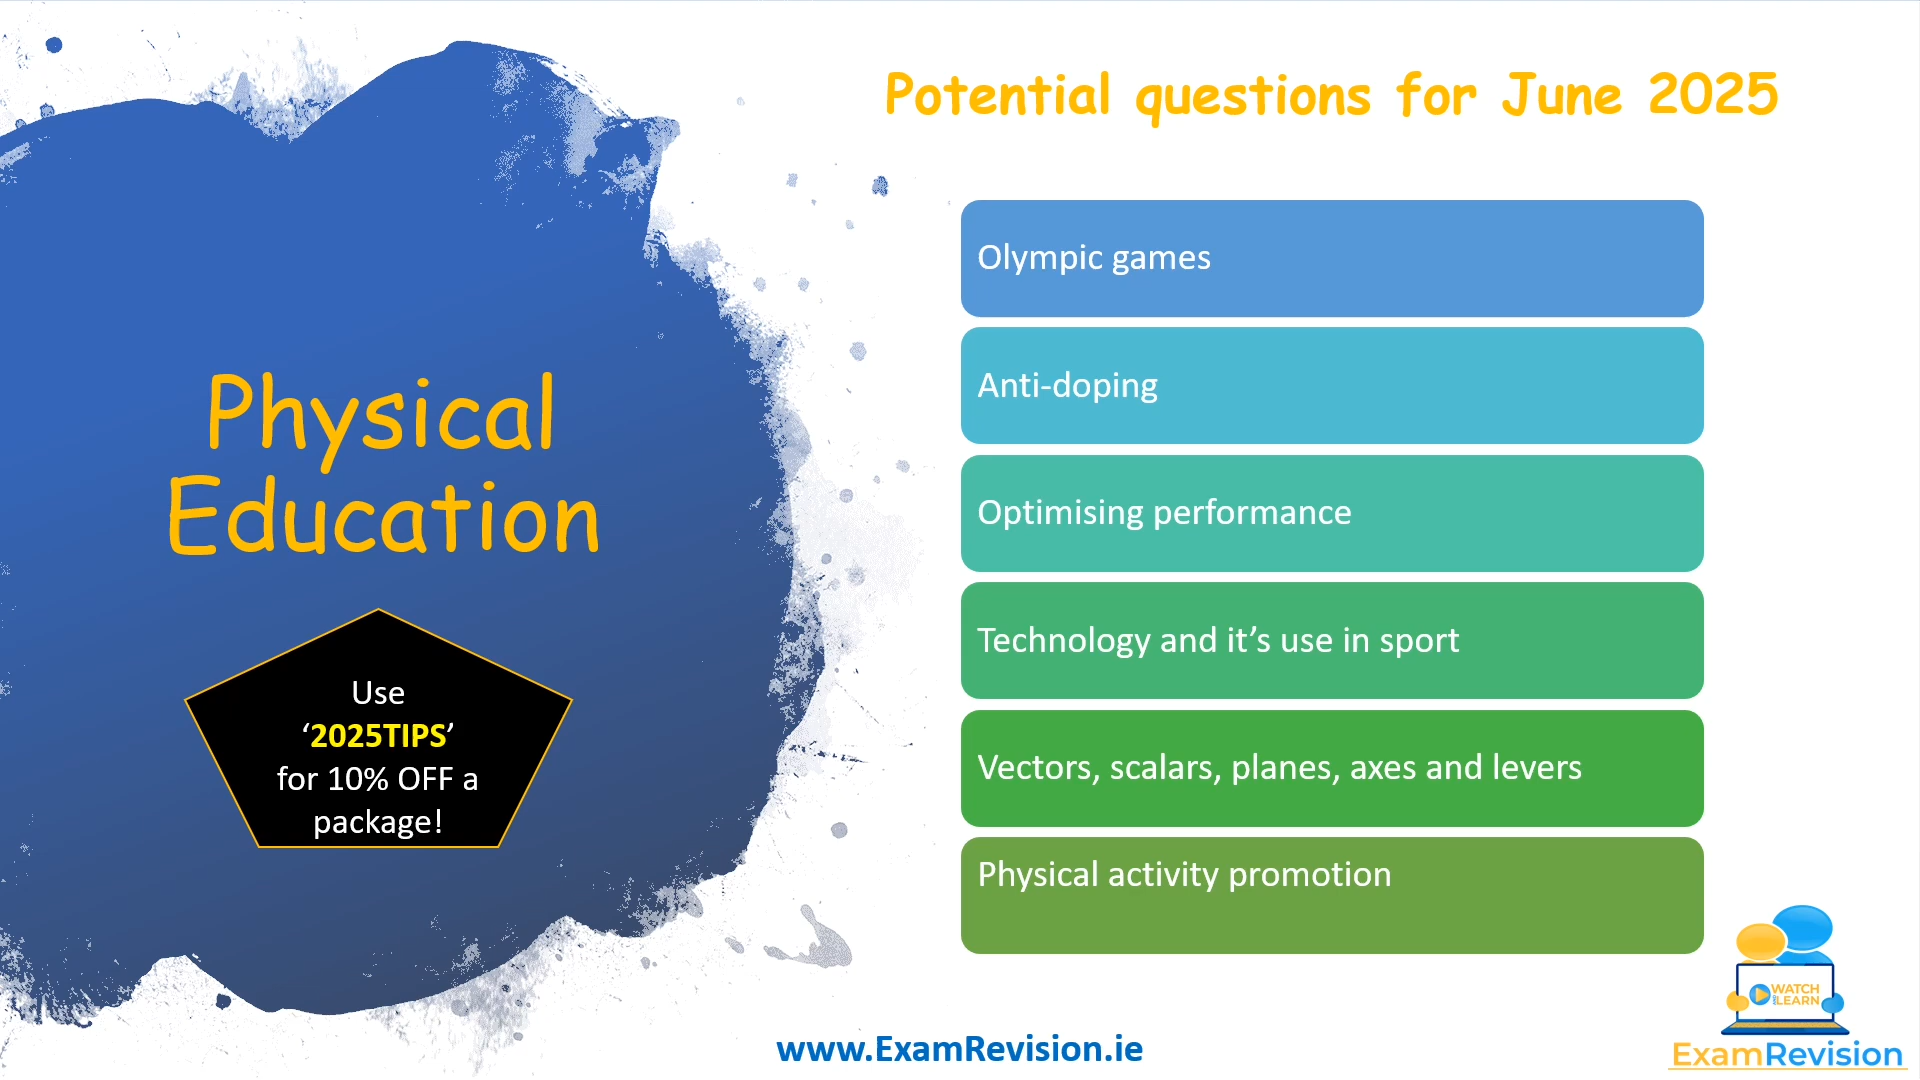 Potential questions for June 2025
Physical
Education
Use
‘2025TIPS’
for 10% OFF a
package!
Olympic games
Anti-doping
Optimising performance
Technology and it’s use in sport
Vectors, scalars, planes, axes and levers
Physical activity promotion
www.ExamRevision.ie
WATCH
AND LEARN
ExamRevision